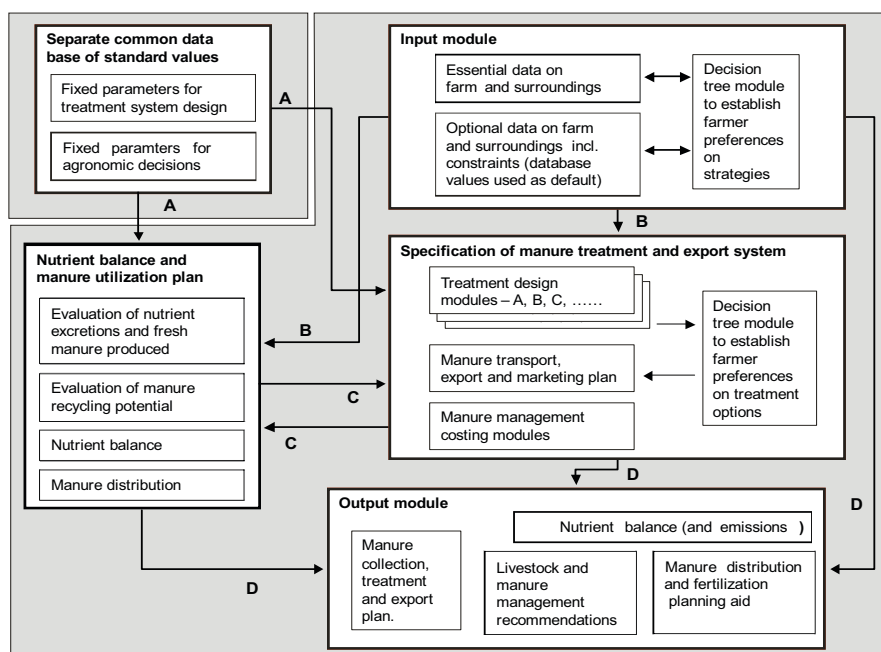 Separate common data
base of standard values
Fixed parameters for
treatment system design
Fixed paramters for
agronomic decisions
A
A
Input module
Essential data on
farm and surroundings
Optional data on farm
and surroundings incl.
constraints (database
values used as default)
Decision
tree module
to establish
farmer
preferences
on
strategies
B
B
Nutrient balance and
manure utilization plan
Evaluation of nutrient
excretions and fresh
manure produced
Evaluation of manure
recycling potential
Nutrient balance
Manure distribution
C
C
Specification of manure treatment and export system
Treatment design
modules – A, B, C, ……
Manure transport,
export and marketing plan
Manure management
costing modules
Decision
tree module
to establish
farmer
preferences
on treatment
options
D
D
D
Output module
Nutrient balance (and emissions )
Manure
collection,
treatment
and export
plan.
Livestock and
manure
management
recommendations
Manure distribution
and fertilization
planning aid